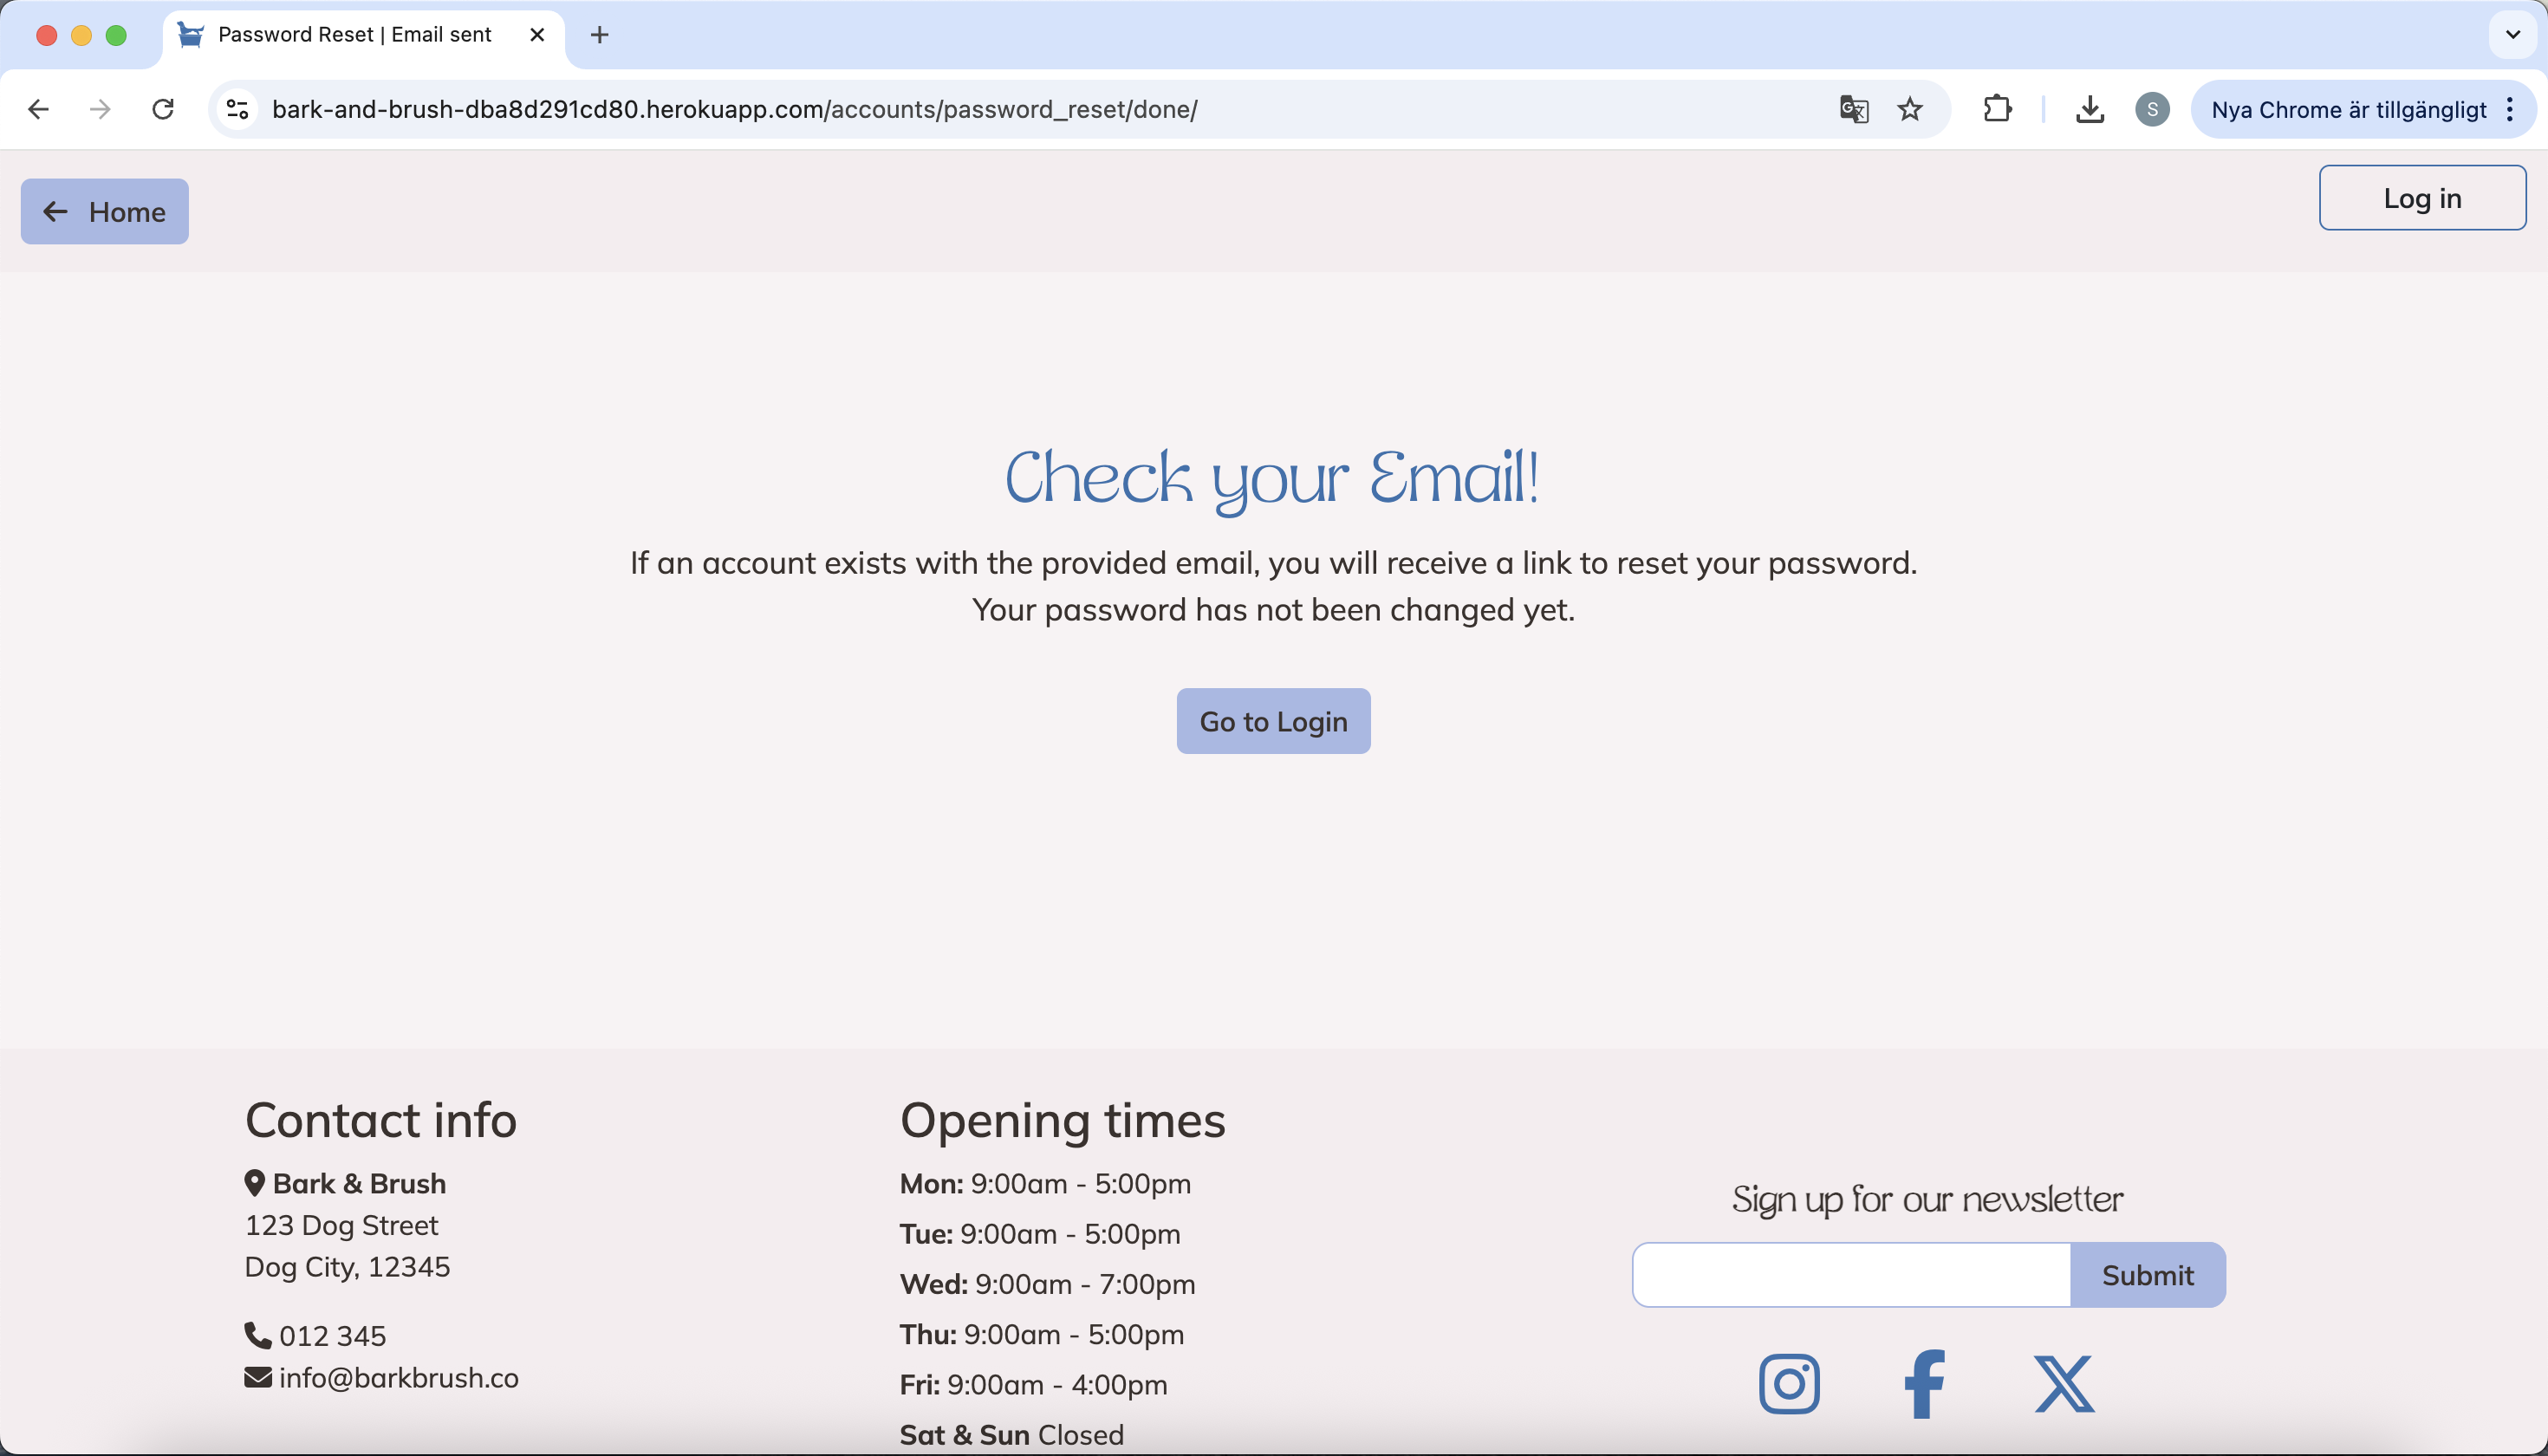 Password Reset | Email sent
bark-and-brush-dba8d291cd80.herokuapp.com/accounts/password_reset/done/
S
Nya Chrome är tillgängligt
Home
Log in
Check your Email!
If an account exists with the provided email, you will receive a link to reset your password.
Your password has not been changed yet.
Go to Login
Contact info
Bark & Brush
123 Dog Street
Dog City, 12345
012 345
info@barkbrush.co
Opening times
Mon: 9:00am - 5:00pm
Tue: 9:00am - 5:00pm
Wed: 9:00am - 7:00pm
Thu: 9:00am - 5:00pm
Fri: 9:00am - 4:00pm
Sat & Sun Closed
Sign up for our newsletter
Submit